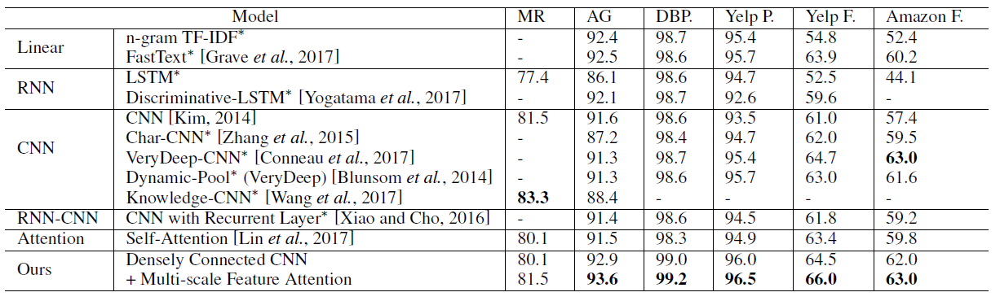 Model MR AG DBP. Yelp P. Yelp F. Amazon F.
Linear n-gram TF-IDF* - 92.4 98.7 95.4 54.8 52.4
FastText* [Grave et al., 2017] - 92.5 98.6 95.7 63.9 60.2
RNN LSTM* 77.4 86.1 98.6 94.7 52.5 44.1
Discriminative-LSTM* [Yogatama et al., 2017] - 92.1 98.7 92.6 59.6 -
CNN CNN [Kim, 2014] 81.5 91.6 98.6 93.5 61.0 57.4
Char-CNN* [Zhang et al., 2015] - 87.2 98.4 94.7 62.0 59.5
VeryDeep-CNN* [Conneau et al., 2017] - 91.3 98.7 95.4 64.7 63.0
Dynamic-Pool* (VeryDeep) [Blunsom et al., 2014] - 91.3 98.6 95.7 63.0 61.6
Knowledge-CNN* [Wang et al., 2017] 83.3 88.4 - - - -
RNN-CNN CNN with Recurrent Layer* [Xiao and Cho, 2016] - 91.4 98.6 94.5 61.8 59.2
Attention Self-Attention [Lin et al., 2017] 80.1 91.5 98.3 94.9 63.4 59.8
Ours Densely Connected CNN 80.1 92.9 99.0 96.0 64.5 62.0
+ Multi-scale Feature Attention 81.5 93.6 99.2 96.5 66.0 63.0